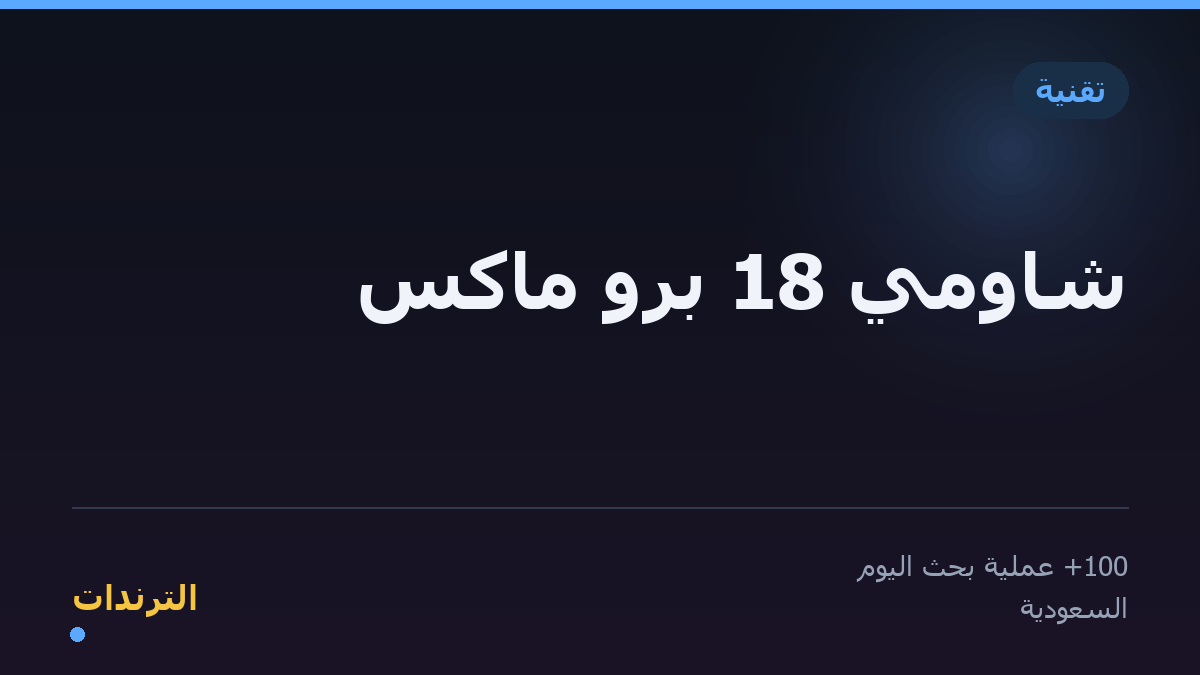 تقنية
شاومي 18 برو ماكس
100+ عملية بحث اليوم
السعودية
الترندات